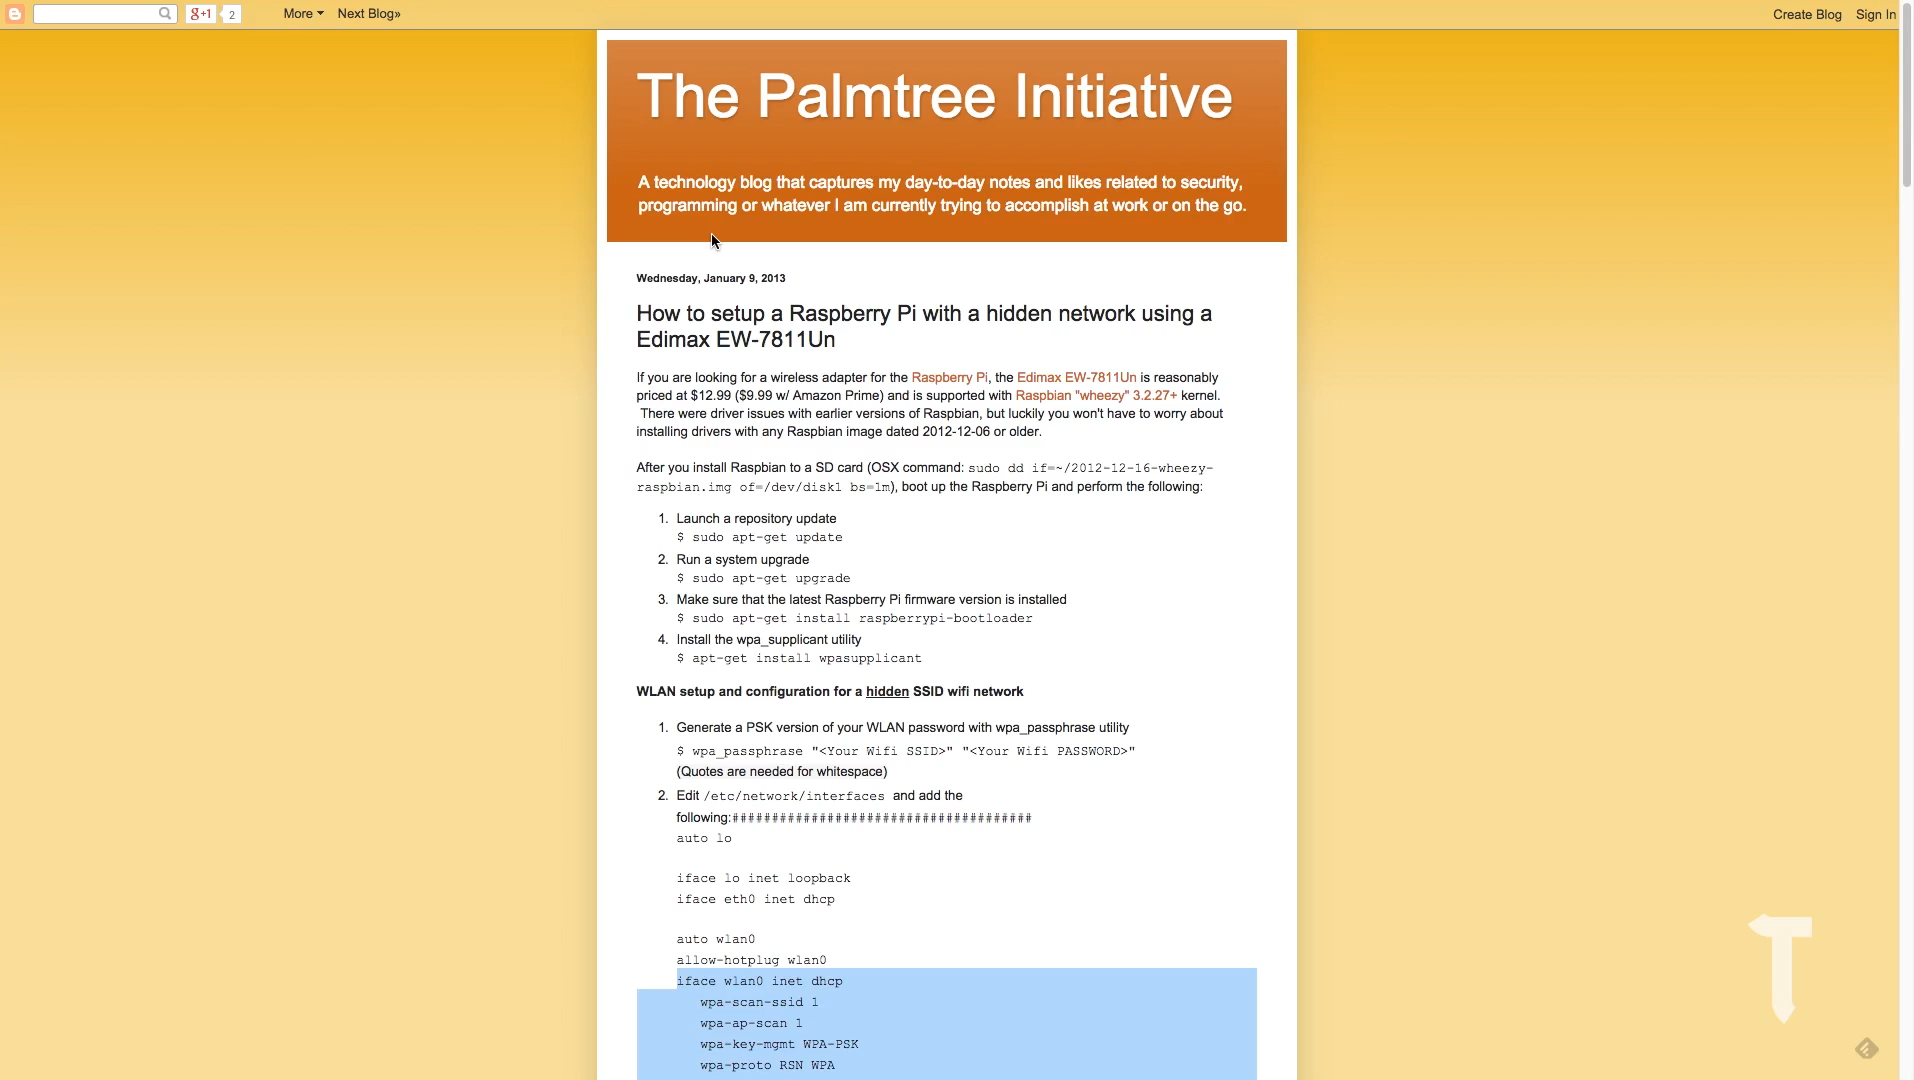 g+1 2 More Next Blog» Create Blog Sign In
The Palmtree Initiative
A technology blog that captures my day-to-day notes and likes related to security,
programming or whatever I am currently trying to accomplish at work or on the go.
Wednesday, January 9, 2013
How to setup a Raspberry Pi with a hidden network using a
Edimax EW-7811Un
If you are looking for a wireless adapter for the Raspberry Pi, the Edimax EW-7811Un is reasonably
priced at $12.99 ($9.99 w/ Amazon Prime) and is supported with Raspbian "wheezy" 3.2.27+ kernel.
There were driver issues with earlier versions of Raspbian, but luckily you won't have to worry about
installing drivers with any Raspbian image dated 2012-12-06 or older.
After you install Raspbian to a SD card (OSX command: sudo dd if=~/2012-12-16-wheezy-
raspbian.img of=/dev/disk1 bs=1m), boot up the Raspberry Pi and perform the following:
1. Launch a repository update
$ sudo apt-get update
2. Run a system upgrade
$ sudo apt-get upgrade
3. Make sure that the latest Raspberry Pi firmware version is installed
$ sudo apt-get install raspberrypi-bootloader
4. Install the wpa_supplicant utility
$ apt-get install wpasupplicant
WLAN setup and configuration for a hidden SSID wifi network
1. Generate a PSK version of your WLAN password with wpa_passphrase utility
$ wpa_passphrase "<Your Wifi SSID>" "<Your Wifi PASSWORD>"
(Quotes are needed for whitespace)
2. Edit /etc/network/interfaces and add the
following:######################################
auto lo
iface lo inet loopback
iface eth0 inet dhcp
auto wlan0
allow-hotplug wlan0
iface wlan0 inet dhcp
wpa-scan-ssid 1
wpa-ap-scan 1
wpa-key-mgmt WPA-PSK
wpa-proto RSN WPA